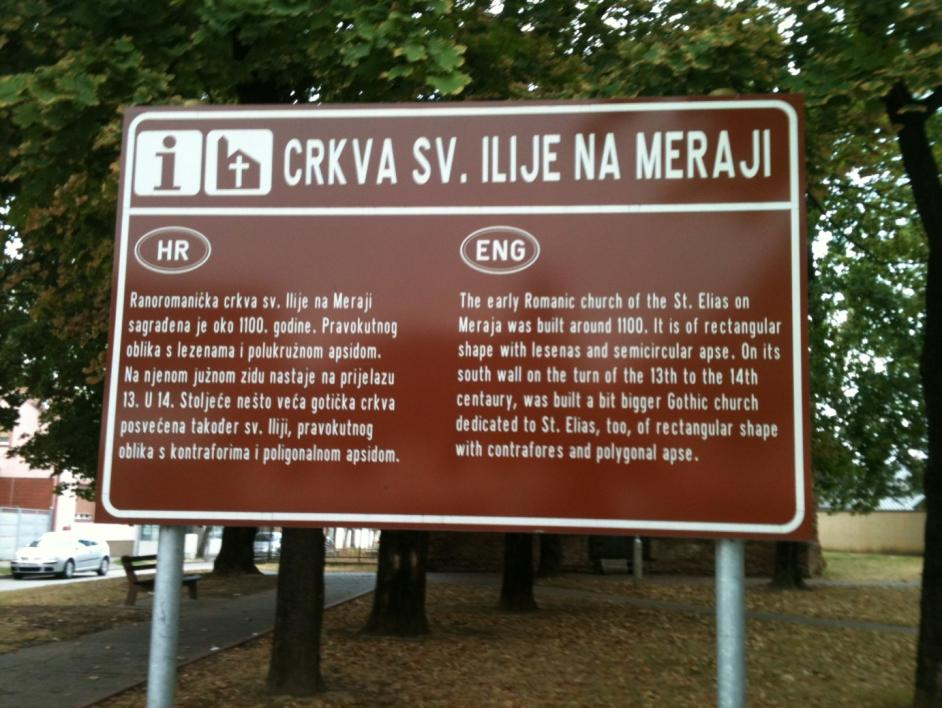 CRKVA SV. ILIJE NA MERAJI
HR
Ranoromanička crkva sv. Ilije na Meraji
sagrađena je oko 1100. godine. Pravokutnog
oblika s lezenama i polukružnom apsidom.
Na njenom južnom zidu nastaje na prijelazu
13. U 14. Stoljeće nešto veća gotička crkva
posvećena također sv. Iliji, pravokutnog
oblika s kontraforima i poligonalnom apsidom.
ENG
The early Romanic church of the St. Elias on
Meraja was built around 1100. It is of rectangular
shape with lesenas and semicircular apse. On its
south wall on the turn of the 13th to the 14th
centaury, was built a bit bigger Gothic church
dedicated to St. Elias, too, of rectangular shape
with contrafores and polygonal apse.